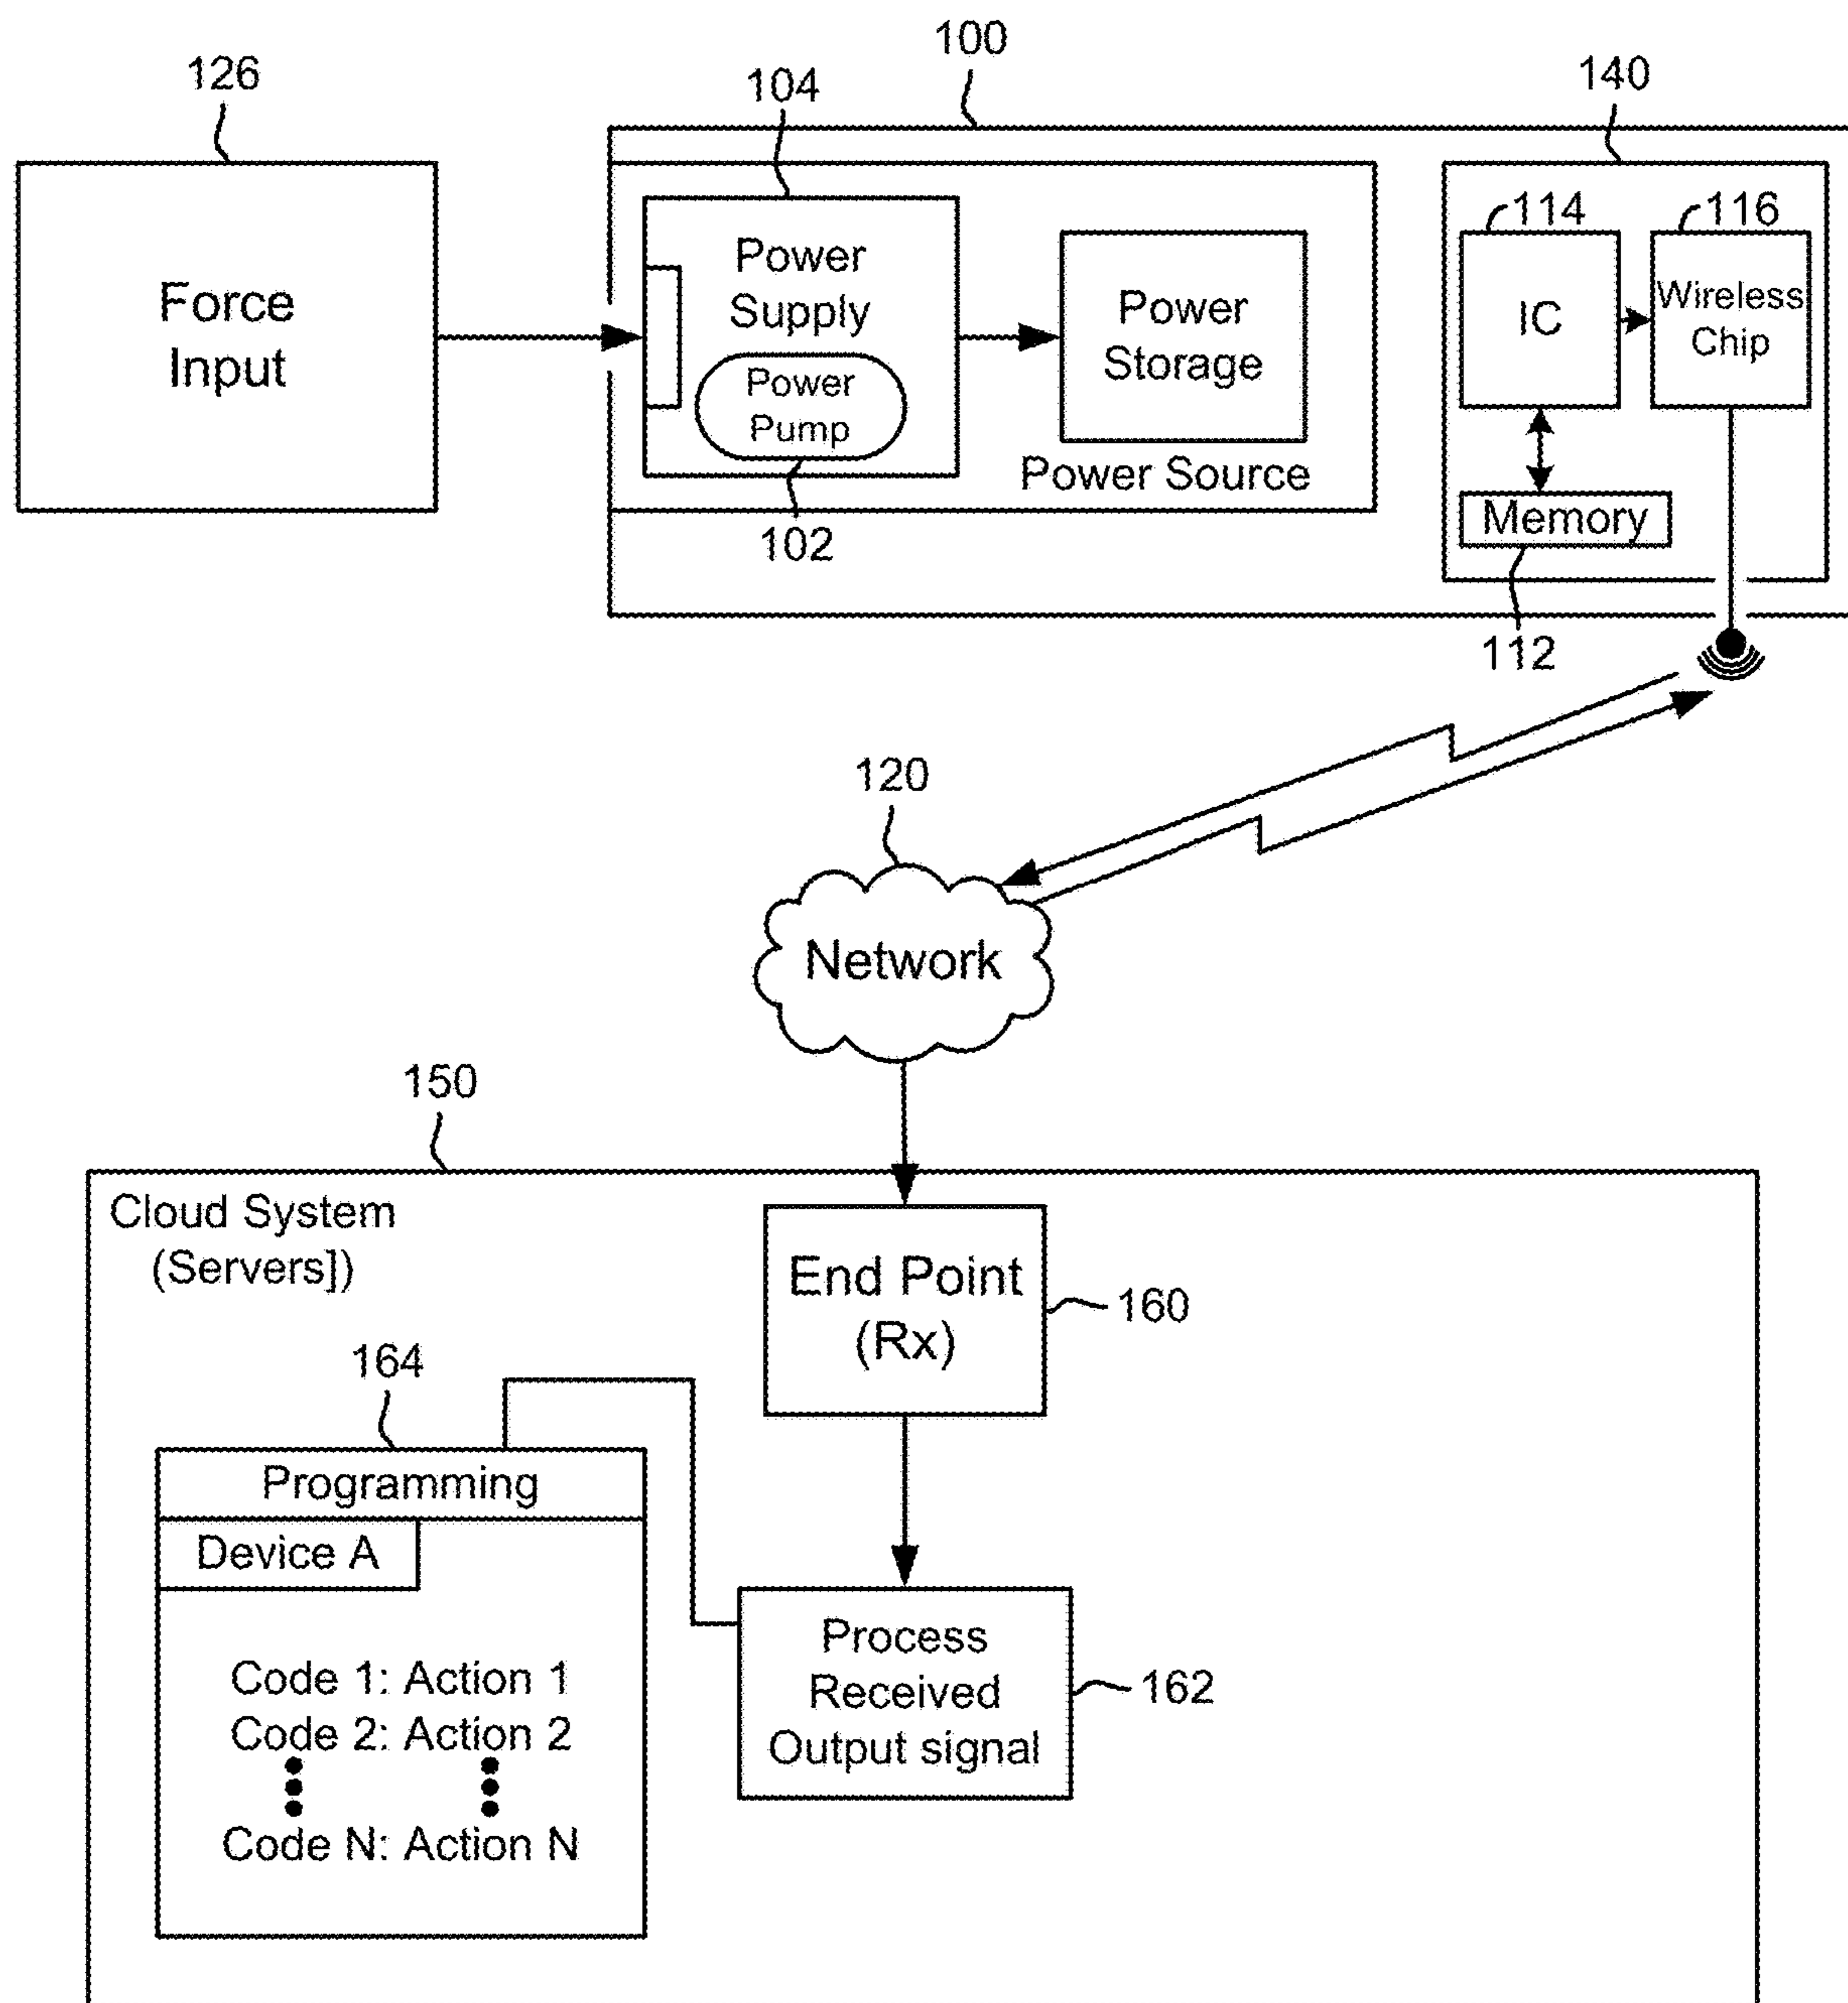 100
126
104
140
114
116
Force
Input
Power
Supply
Power
Pump
Power
Storage
Power Source
IC
Wireless
Chip
Memory
102
112
120
Network
150
Cloud System
(Servers])
End Point
(Rx)
160
164
Programming
Device A
Code 1: Action 1
Code 2: Action 2
Code N: Action N
Process
Received
Output signal
162